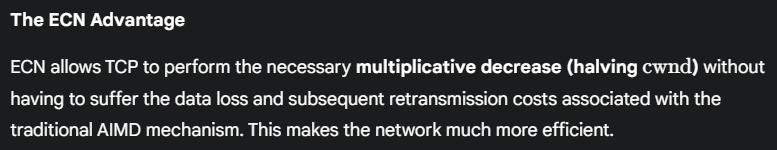 The ECN Advantage
ECN allows TCP to perform the necessary multiplicative decrease (halving cwnd) without
having to suffer the data loss and subsequent retransmission costs associated with the
traditional AIMD mechanism. This makes the network much more efficient.